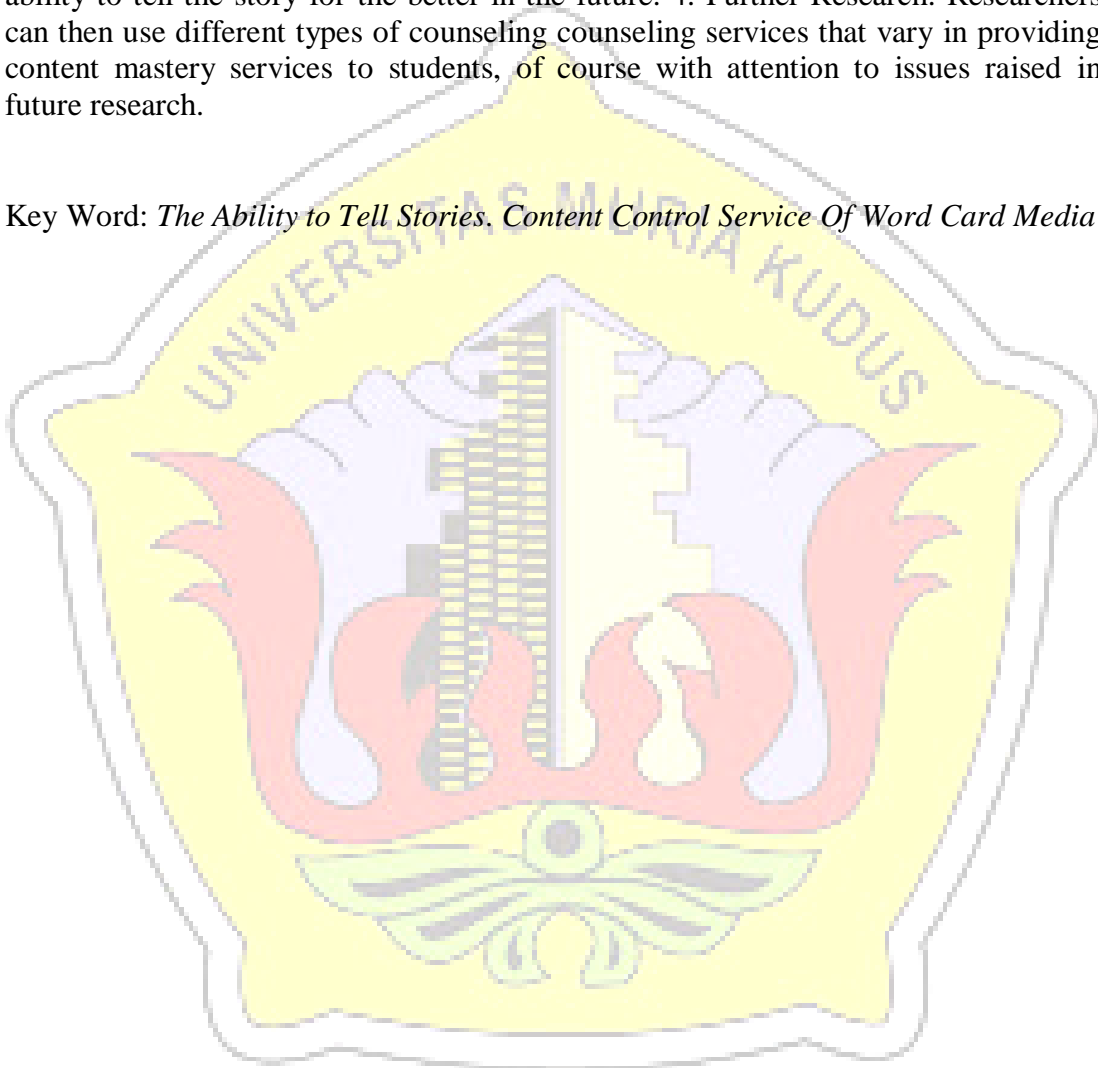 ability to tell the story for the better in the future. 4. Further Research: Researchers
can then use different types of counseling counseling services that vary in providing
content mastery services to students, of course with attention to issues raised in
future research.
Key Word: The Ability to Tell Stories. Content Control Service Of Word Card Media
UNIVERSITAS MURIA KUDUS